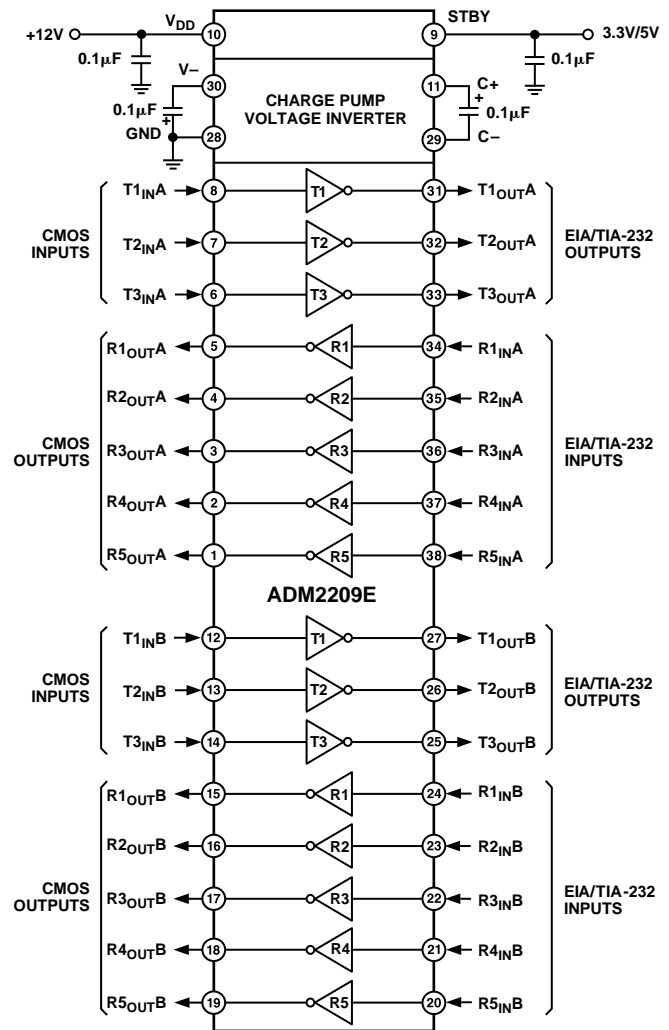 +12V VDD 10 9 STBY 3.3V/5V
0.1µF 0.1µF
V– 30 11 C+
0.1µF + CHARGE PUMP VOLTAGE INVERTER + 0.1µF
GND 28 29 C–
T1INA 8 T1 31 T1OUTA
CMOS INPUTS T2INA 7 T2 32 T2OUTA EIA/TIA-232 OUTPUTS
T3INA 6 T3 33 T3OUTA
R1OUTA 5 R1 34 R1INA
R2OUTA 4 R2 35 R2INA
CMOS OUTPUTS R3OUTA 3 R3 36 R3INA EIA/TIA-232 INPUTS
R4OUTA 2 R4 37 R4INA
R5OUTA 1 R5 38 R5INA
ADM2209E
T1INB 12 T1 27 T1OUTB
CMOS INPUTS T2INB 13 T2 26 T2OUTB EIA/TIA-232 OUTPUTS
T3INB 14 T3 25 T3OUTB
R1OUTB 15 R1 24 R1INB
R2OUTB 16 R2 23 R2INB
CMOS OUTPUTS R3OUTB 17 R3 22 R3INB EIA/TIA-232 INPUTS
R4OUTB 18 R4 21 R4INB
R5OUTB 19 R5 20 R5INB